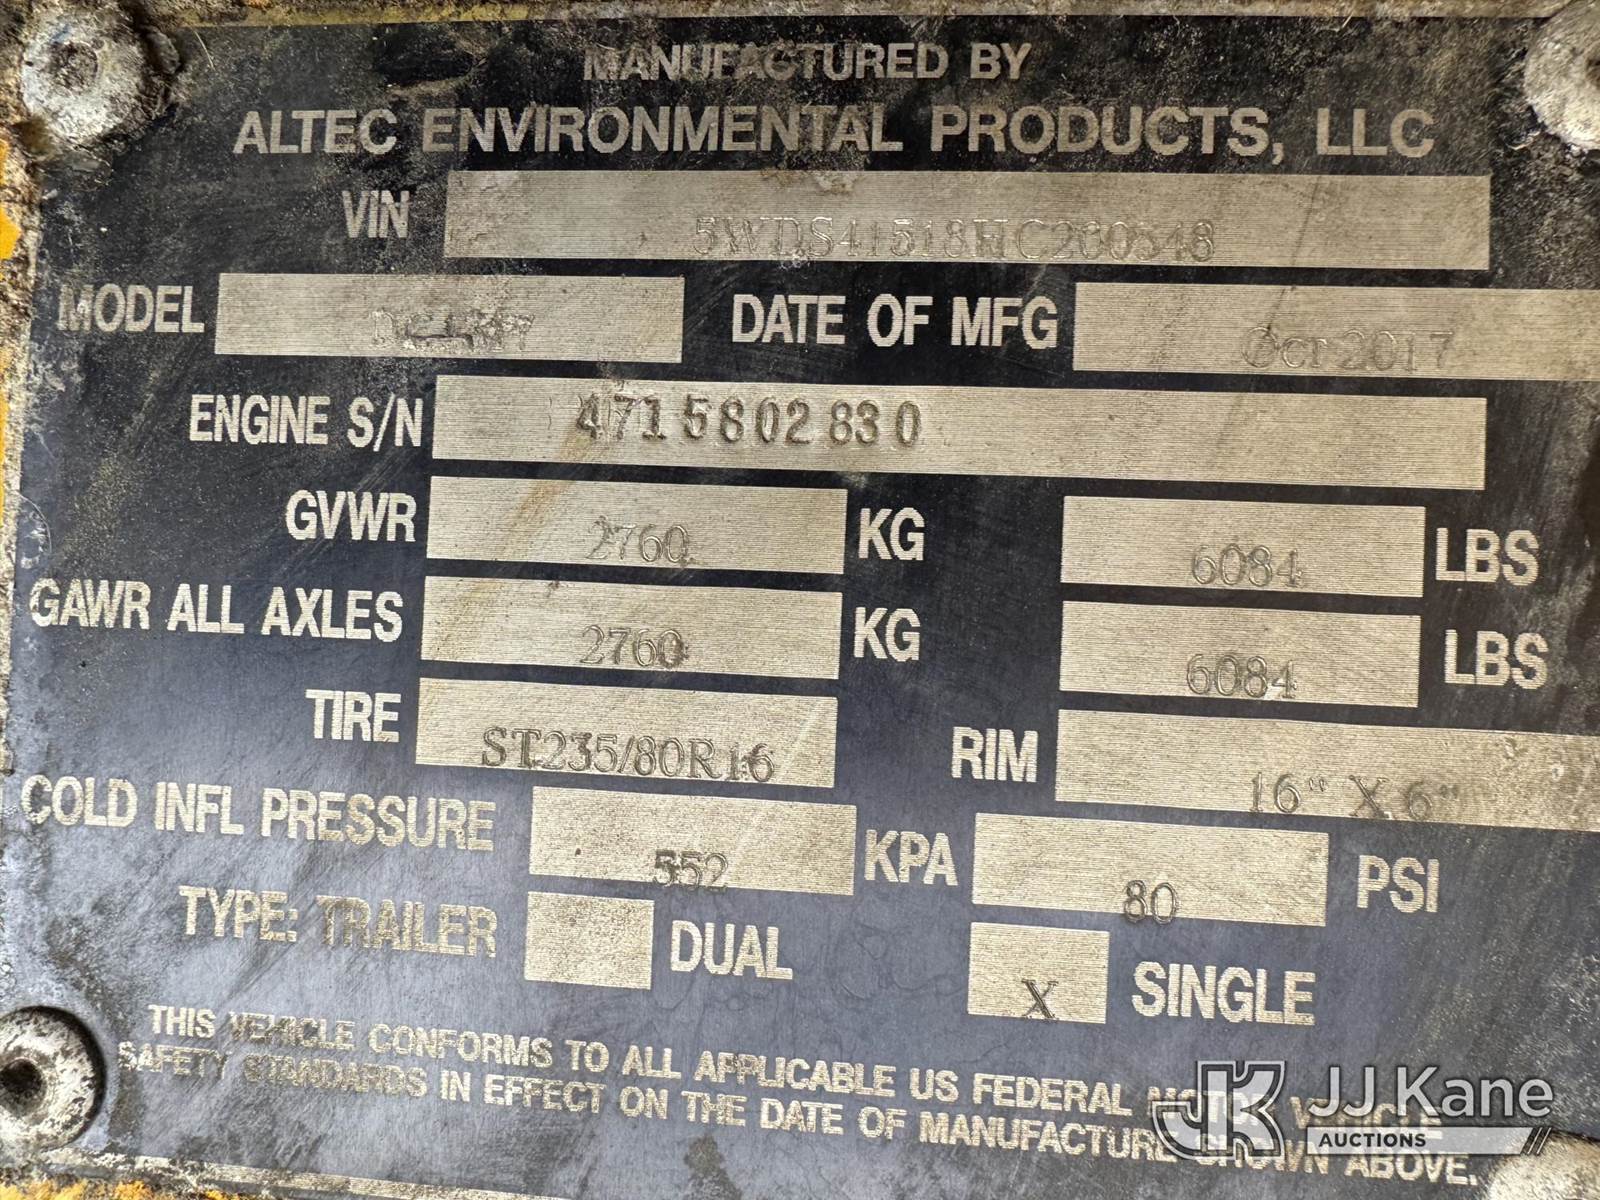 MANUFACTURED BY
ALTEC ENVIRONMENTAL PRODUCTS, LLC
VIN
MODEL DATE OF MFG Oct 2017
ENGINE S/N 4715802830
GVWR 2760 KG 6084 LBS
GAWR ALL AXLES 2760 KG 6084 LBS
TIRE ST235/80R16 RIM 16" X 6"
COLD INFL PRESSURE 552 KPA 80 PSI
TYPE: TRAILER DUAL X SINGLE
THIS VEHICLE CONFORMS TO ALL APPLICABLE US FEDERAL MOTOR VEHICLE
SAFETY STANDARDS IN EFFECT ON THE DATE OF MANUFACTURE SHOWN ABOVE.
JK JJ Kane
AUCTIONS